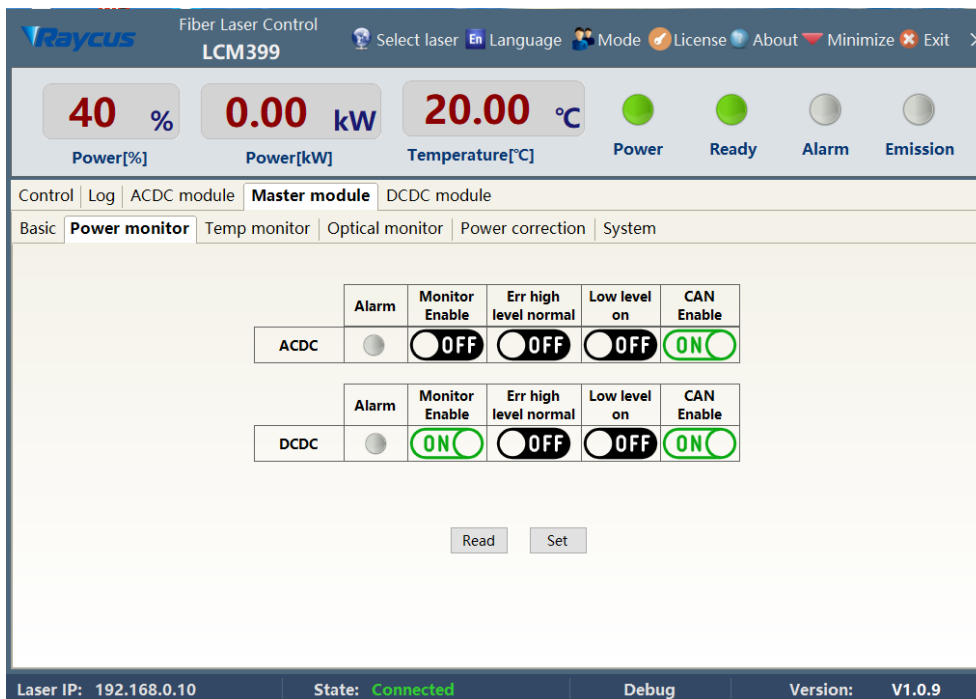 Raycus Fiber Laser Control
LCM399
Select laser En Language Mode License About Minimize Exit
40 % 0.00 kW 20.00 ℃
Power[%] Power[kW] Temperature[℃] Power Ready Alarm Emission
Control Log ACDC module Master module DCDC module
Basic Power monitor Temp monitor Optical monitor Power correction System
Alarm Monitor Enable Err high level normal Low level on CAN Enable
ACDC OFF OFF OFF ON
Alarm Monitor Enable Err high level normal Low level on CAN Enable
DCDC ON OFF OFF ON
Read Set
Laser IP: 192.168.0.10 State: Connected Debug Version: V1.0.9